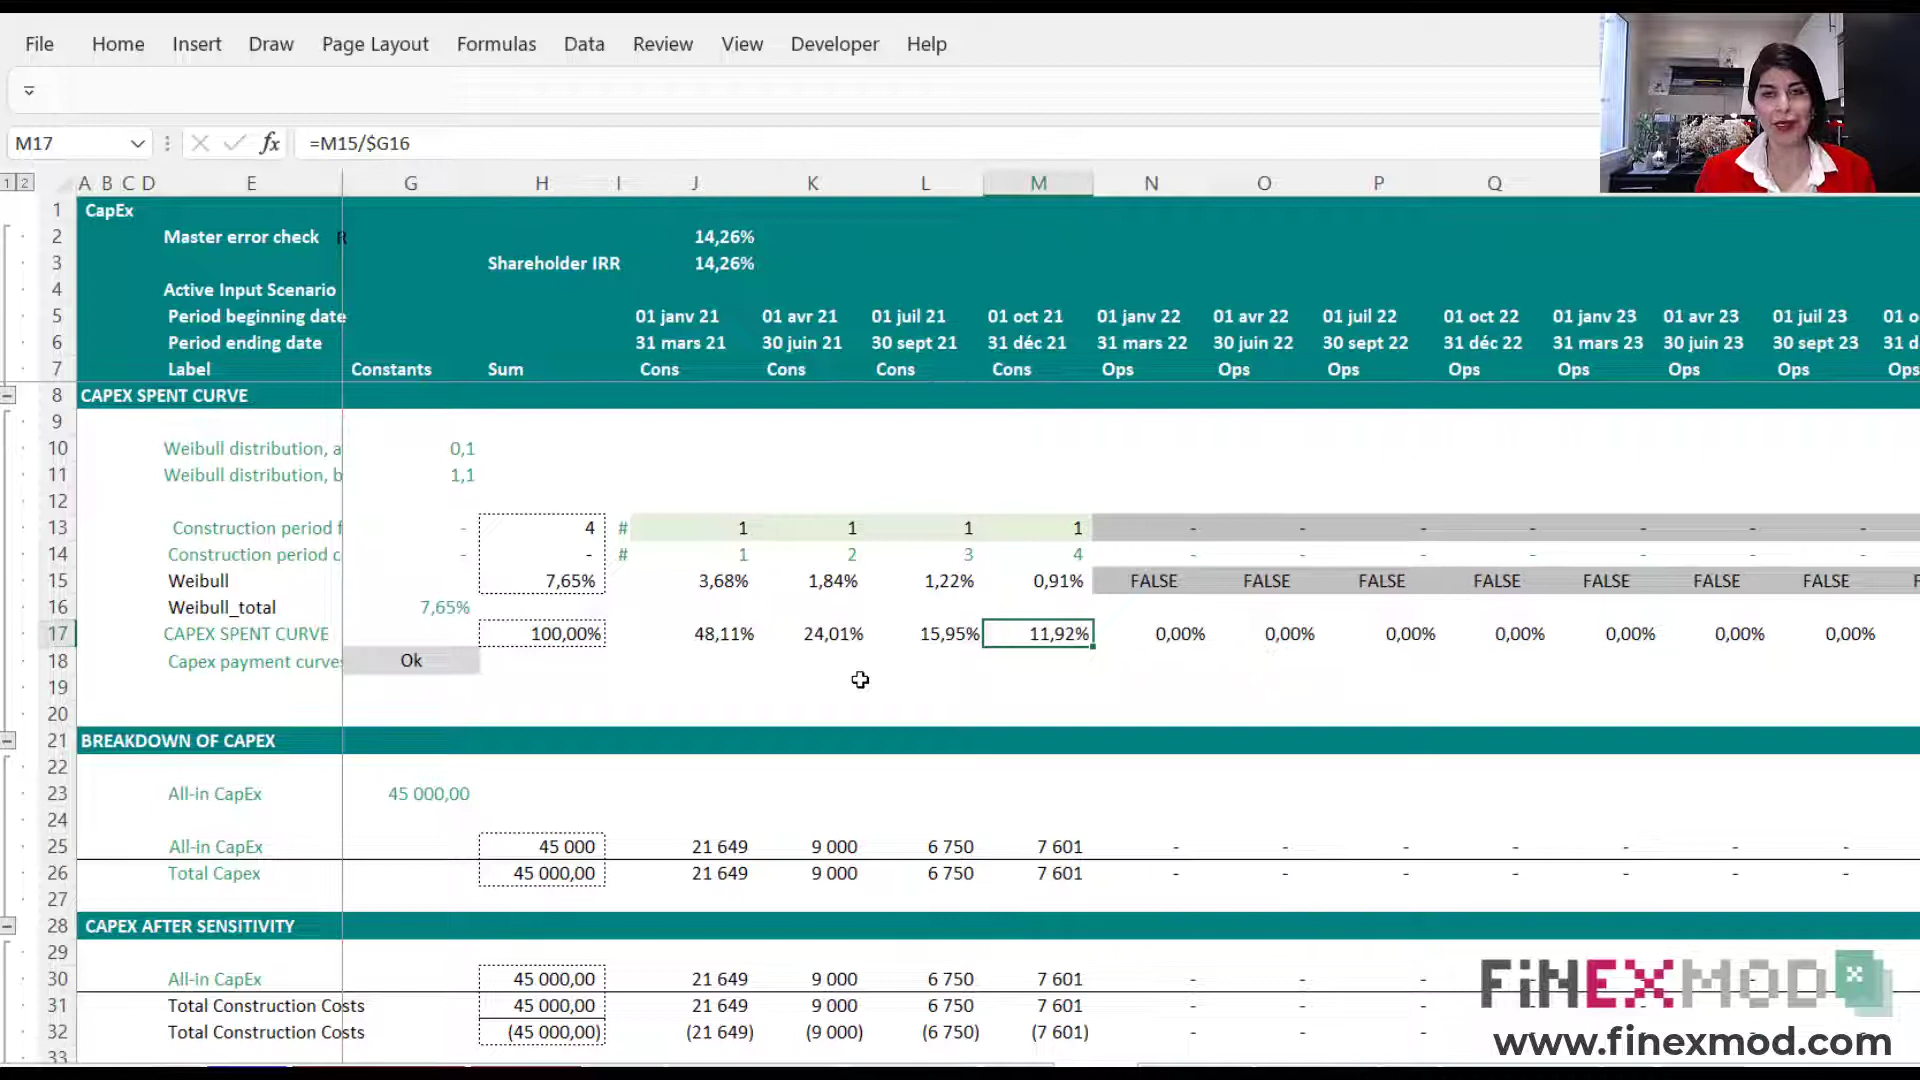 File Home Insert Draw Page Layout Formulas Data Review View Developer Help
M17 fx =M15/$G16
1 2 A B C D E G H I J K L M N O P Q
1 CapEx
2 Master error check R 14,26%
3 Shareholder IRR 14,26%
4 Active Input Scenario
5 Period beginning date 01 janv 21 01 avr 21 01 juil 21 01 oct 21 01 janv 22 01 avr 22 01 juil 22 01 oct 22 01 janv 23 01 avr 23 01 juil 23 01 o
6 Period ending date 31 mars 21 30 juin 21 30 sept 21 31 déc 21 31 mars 22 30 juin 22 30 sept 22 31 déc 22 31 mars 23 30 juin 23 30 sept 23 31 d
7 Label Constants Sum Cons Cons Cons Cons Ops Ops Ops Ops Ops Ops Ops Ops
8 CAPEX SPENT CURVE
9
10 Weibull distribution, a 0,1
11 Weibull distribution, b 1,1
12
13 Construction period f - 4 # 1 1 1 1 - - - - - - -
14 Construction period c - - # 1 2 3 4 - - - - - - -
15 Weibull 7,65% 3,68% 1,84% 1,22% 0,91% FALSE FALSE FALSE FALSE FALSE FALSE FALSE F
16 Weibull_total 7,65%
17 CAPEX SPENT CURVE 100,00% 48,11% 24,01% 15,95% 11,92% 0,00% 0,00% 0,00% 0,00% 0,00% 0,00% 0,00%
18 Capex payment curve Ok
19
20
21 BREAKDOWN OF CAPEX
22
23 All-in CapEx 45 000,00
24
25 All-in CapEx 45 000 21 649 9 000 6 750 7 601 - - - - - - -
26 Total Capex 45 000,00 21 649 9 000 6 750 7 601 - - - - - - -
27
28 CAPEX AFTER SENSITIVITY
29
30 All-in CapEx 45 000,00 21 649 9 000 6 750 7 601 - - -
31 Total Construction Costs 45 000,00 21 649 9 000 6 750 7 601 - - -
32 Total Construction Costs (45 000,00) (21 649) (9 000) (6 750) (7 601) - - -
33
FiNEXMOD
www.finexmod.com